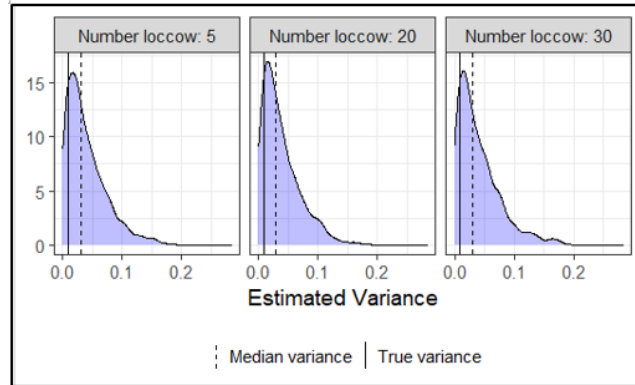 Number loccow: 5
Number loccow: 20
Number loccow: 30
15
10
5
0
0.0 0.1 0.2
0.0 0.1 0.2
0.0 0.1 0.2
Estimated Variance
Median variance
True variance